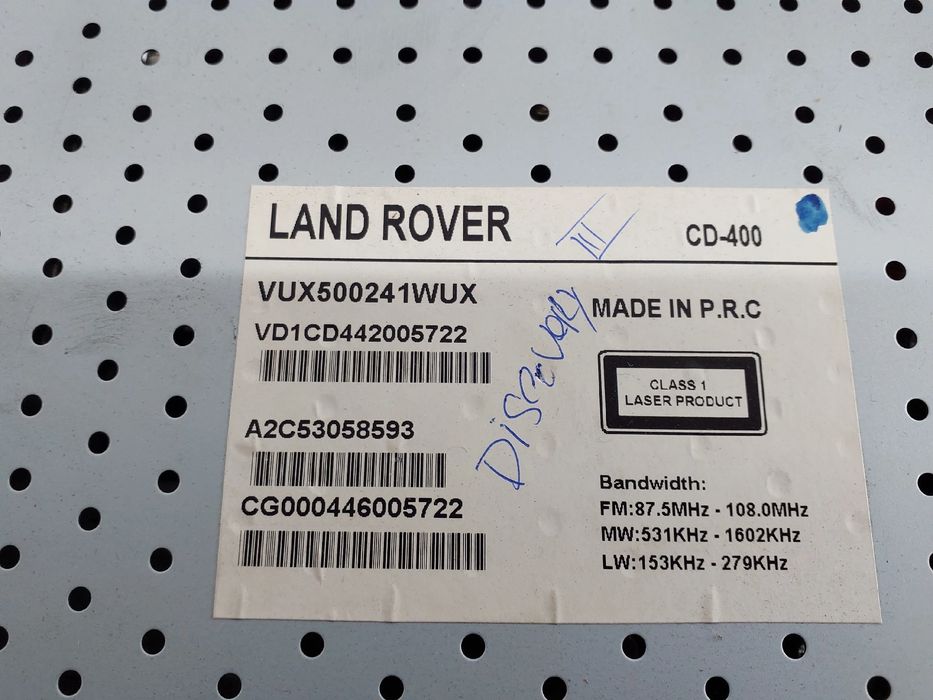 LAND ROVER
III
CD-400
VUX500241WUX
VD1CD442005722
MADE IN P.R.C
CLASS 1
LASER PRODUCT
A2C53058593
CG000446005722
Bandwidth:
FM:87.5MHz - 108.0MHz
MW:531KHz - 1602KHz
LW:153KHz - 279KHz